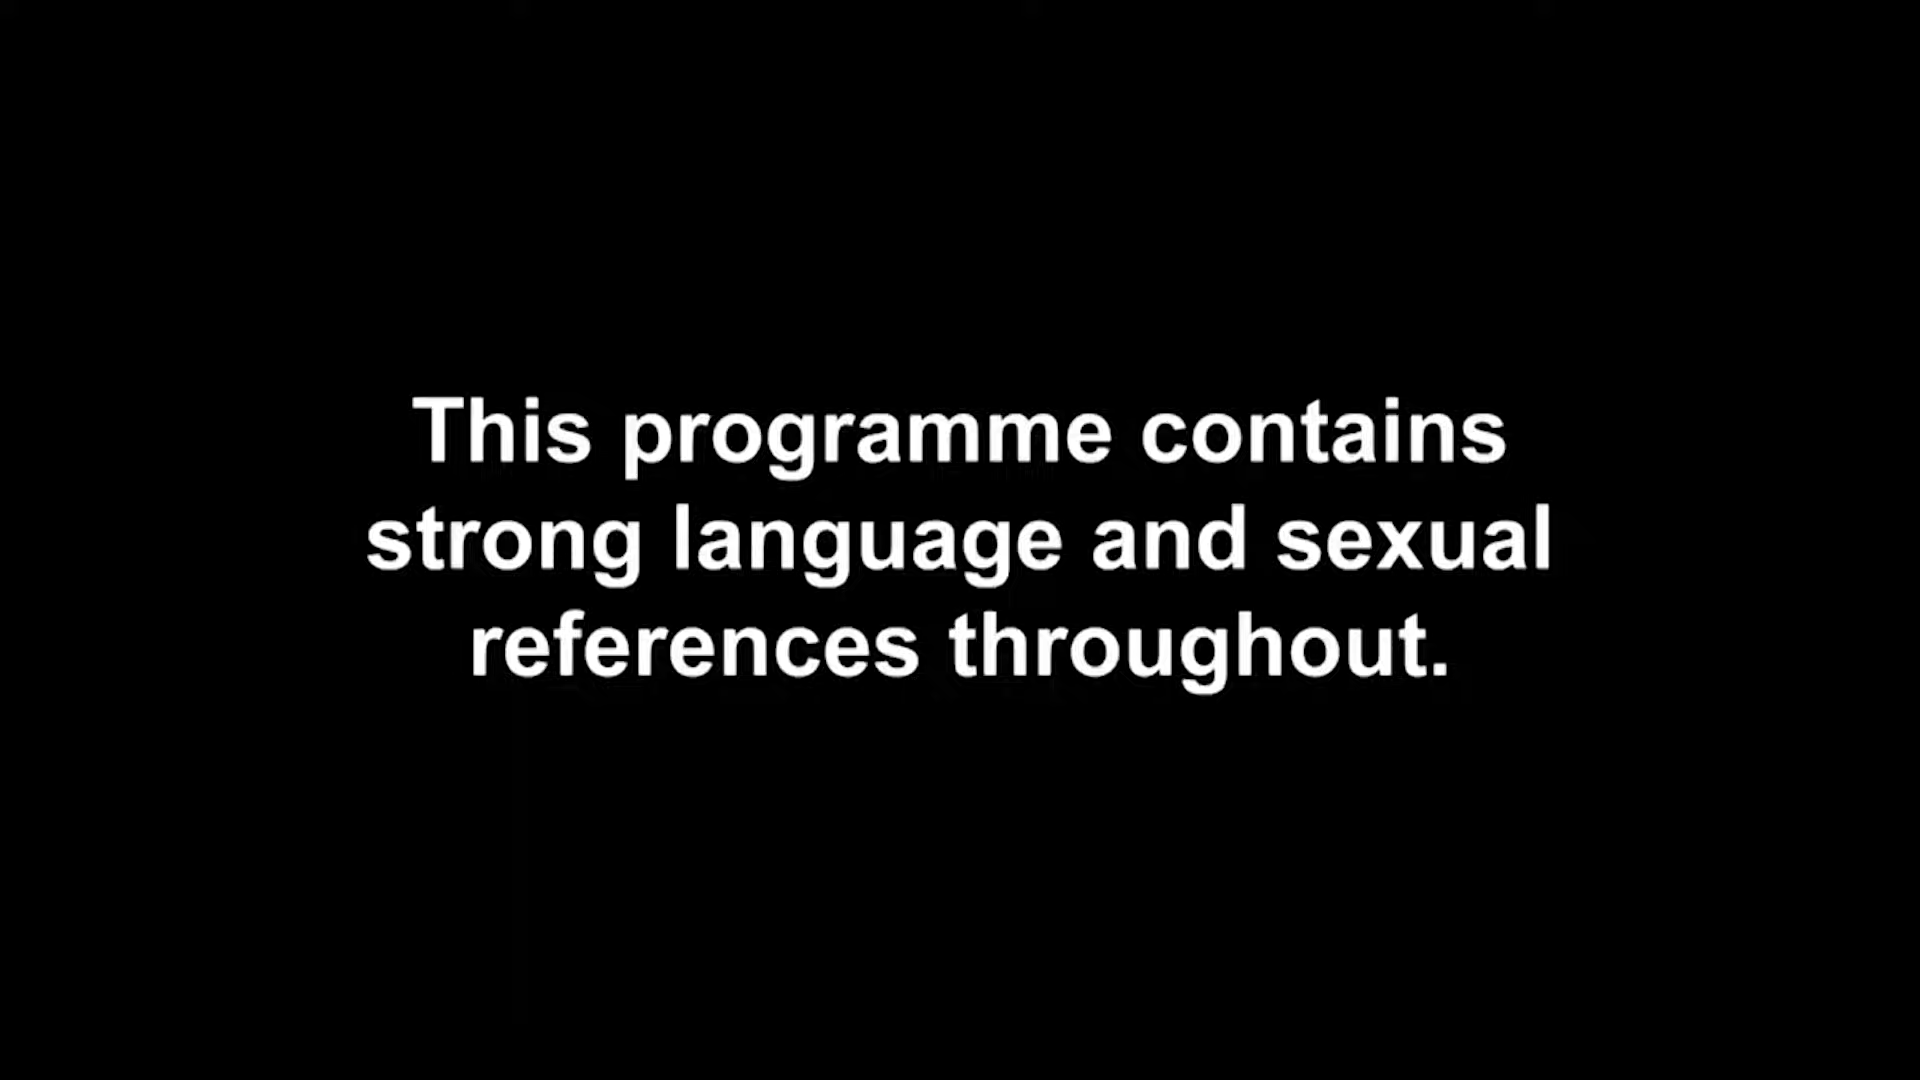 This programme contains
strong language and sexual
references throughout.